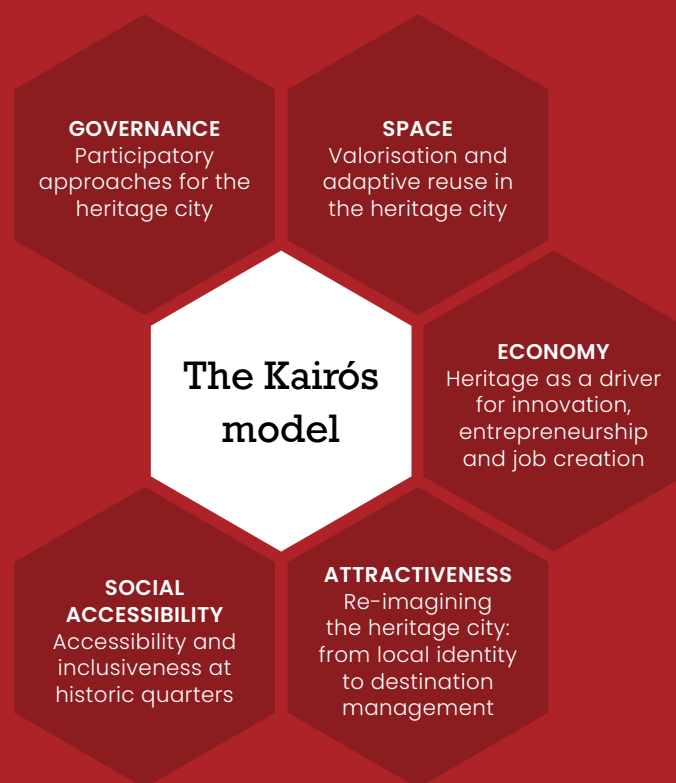 GOVERNANCE
Participatory
approaches for the
heritage city
SPACE
Valorisation and
adaptive reuse in
the heritage city
The Kairós
model
ECONOMY
Heritage as a driver
for innovation,
entrepreneurship
and job creation
SOCIAL
ACCESSIBILITY
Accessibility and
inclusiveness at
historic quarters
ATTRACTIVENESS
Re-imagining
the heritage city:
from local identity
to destination
management